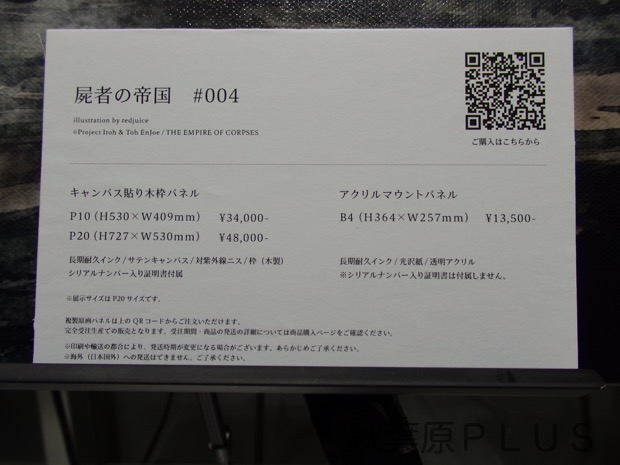 屍者の帝国 #004
illustration by redjuice
©Project Itoh & Toh EnJoe / THE EMPIRE OF CORPSES
ご購入はこちらから
キャンバス貼り木枠パネル
P10（H530×W409mm） ¥34,000-
P20（H727×W530mm） ¥48,000-
長期耐久インク / サテンキャンバス / 対紫外線ニス / 枠（木製）
シリアルナンバー入り証明書付属
アクリルマウントパネル
B4（H364×W257mm） ¥13,500-
長期耐久インク / 光沢紙 / 透明アクリル
※シリアルナンバー入り証明書は付属しません。
※展示サイズは P20 サイズです。
複製原画パネルは上の QR コードからご注文いただけます。
完全受注生産での販売となります。受注期間・商品の発送の詳細については商品購入ページをご確認ください。
※印刷や輸送の都合により、発送時期が変更になる場合がございます。あらかじめご了承ください。
※海外（日本国外）への発送はできません。ご了承ください。
葉原PLUS